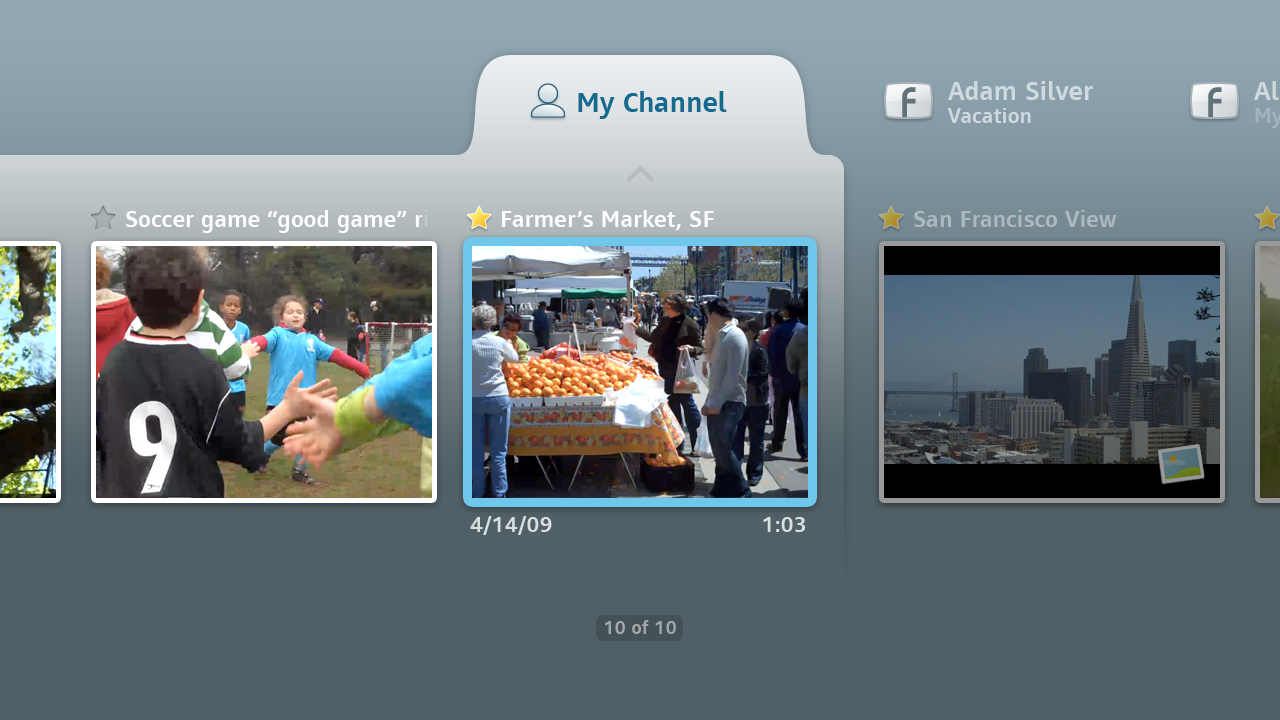 My Channel
Adam Silver
Vacation
Al
My
Soccer game “good game” ri
Farmer’s Market, SF
San Francisco View
9
4/14/09
1:03
10 of 10